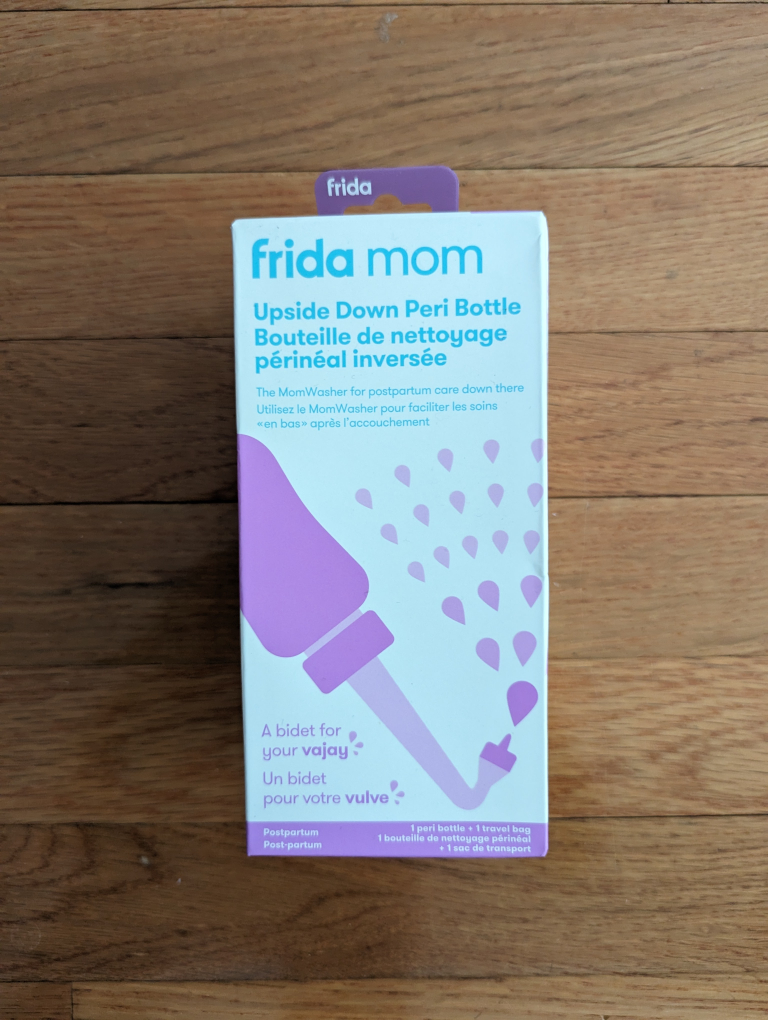 frida
frida mom
Upside Down Peri Bottle
Bouteille de nettoyage
périnéal inversée
The MomWasher for postpartum care down there
Utilisez le MomWasher pour faciliter les soins
«en bas» après l'accouchement
A bidet for
your vajay
Un bidet
pour votre vulve
Postpartum
Post-partum
1 peri bottle + 1 travel bag
1 bouteille de nettoyage périnéal
+ 1 sac de transport